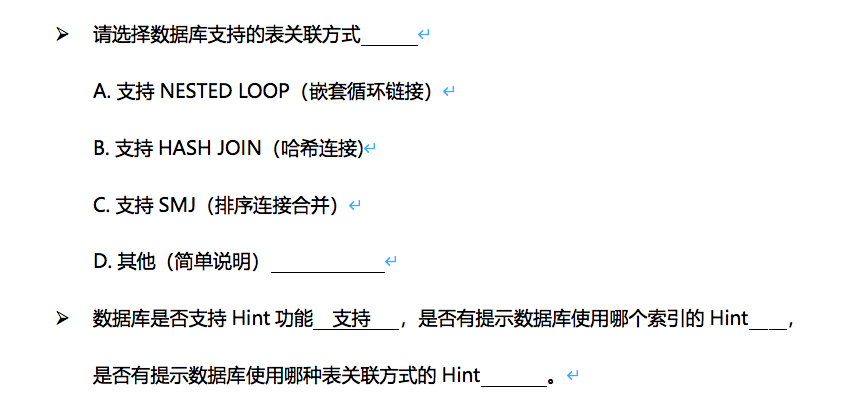 ➢ 请选择数据库支持的表关联方式______↵
A. 支持 NESTED LOOP（嵌套循环链接）↵
B. 支持 HASH JOIN（哈希连接)↵
C. 支持 SMJ（排序连接合并）↵
D. 其他（简单说明）____________↵
➢ 数据库是否支持 Hint 功能__支持___，是否有提示数据库使用哪个索引的 Hint____，
是否有提示数据库使用哪种表关联方式的 Hint_______。↵